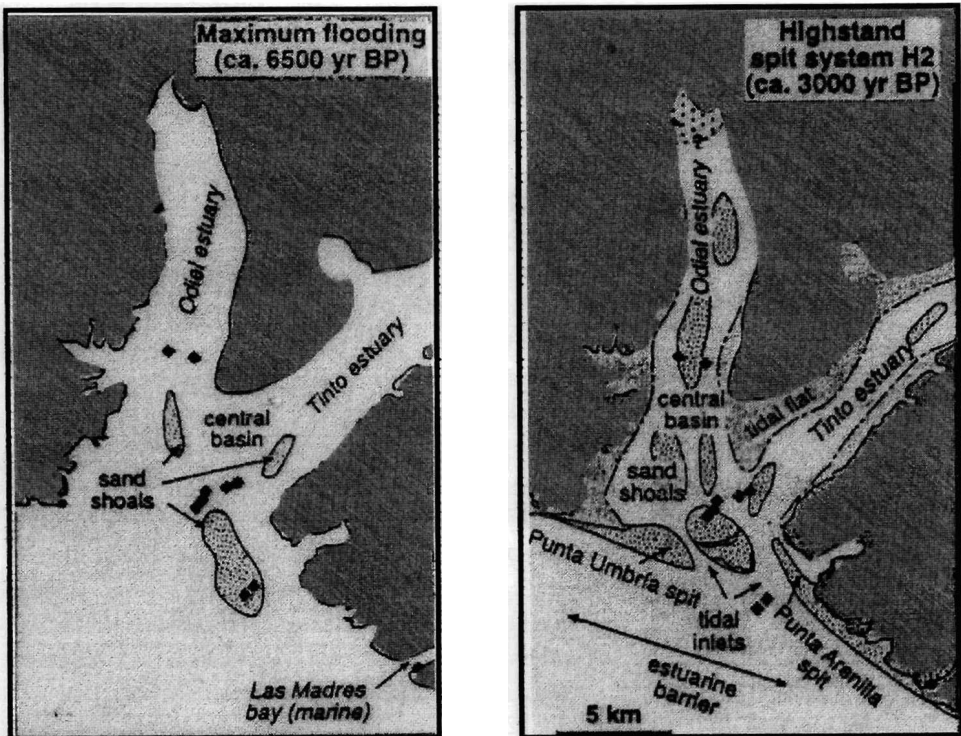 Maximum flooding
(ca. 6500 yr BP)
Odiel estuary
Tinto estuary
central
basin
sand
shoals
Las Madres
bay (marine)
Highstand
spit system H2
(ca. 3000 yr BP)
Odiel estuary
central
basin
tidal flat
Tinto estuary
sand
shoals
Punta Umbría spit
tidal
inlets
Punta Arenilla
spit
estuarine
barrier
5 km